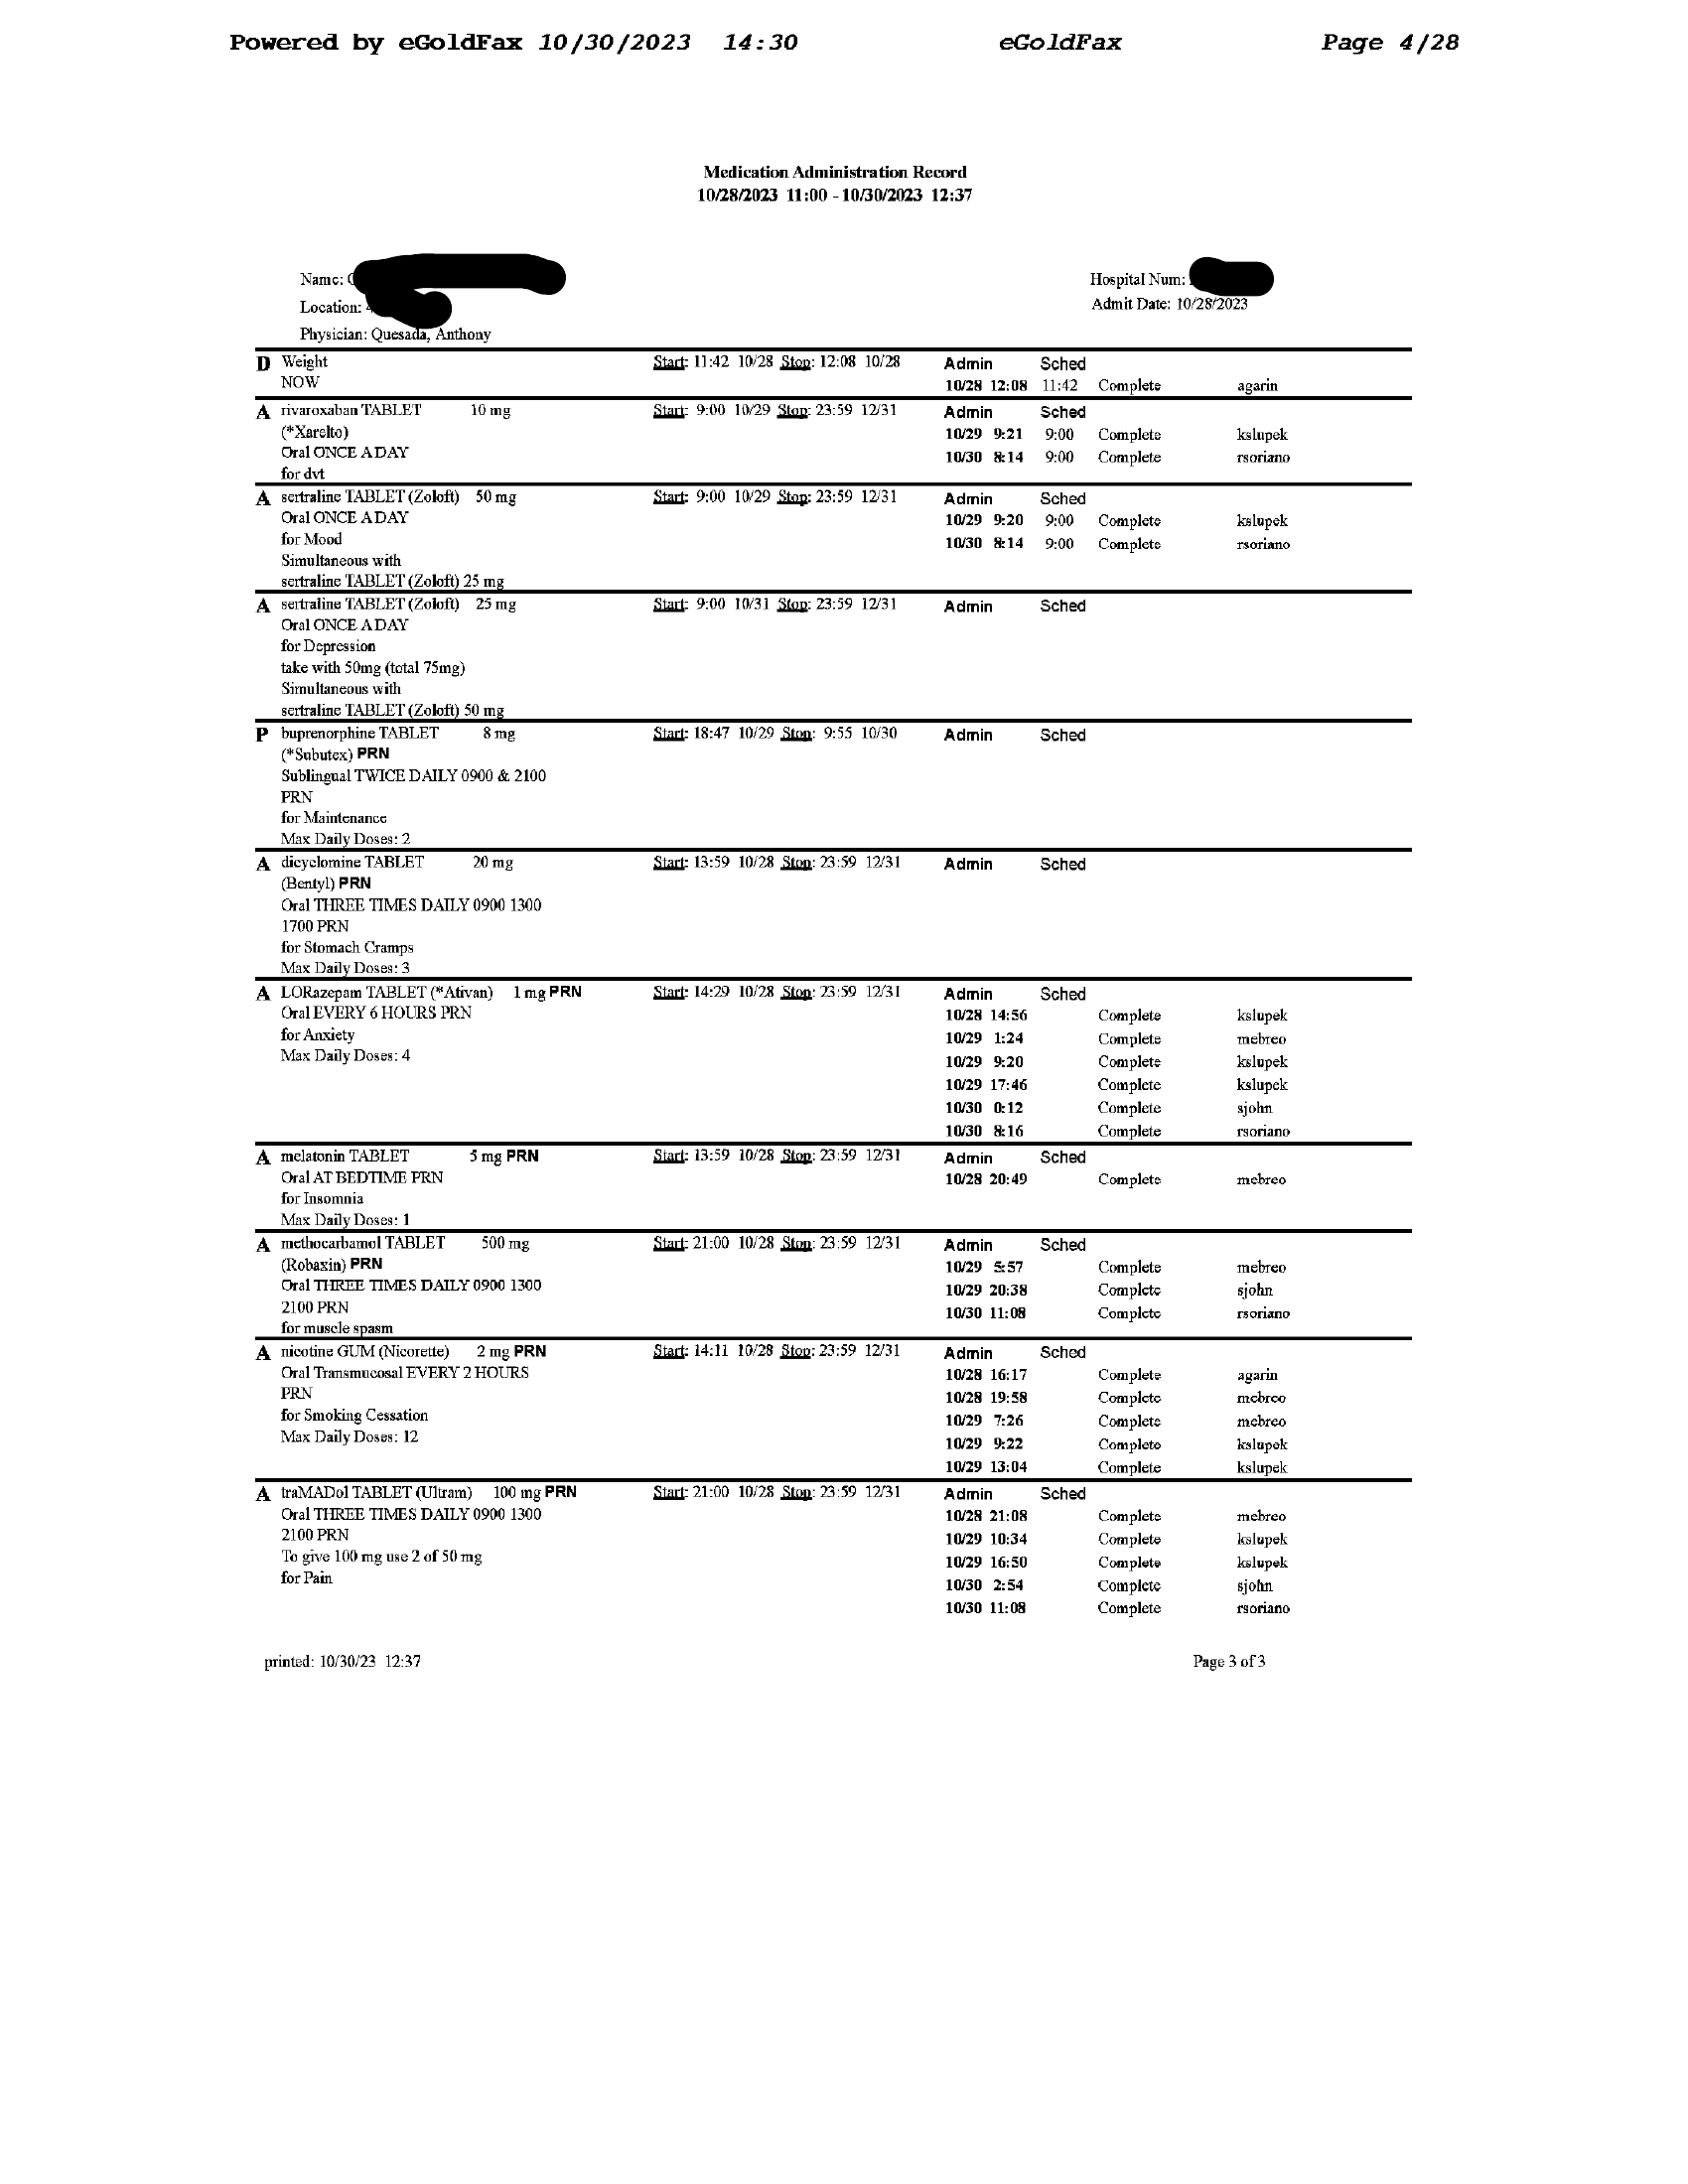 Powered by eGoldFax 10/30/2023 14:30 eGoldFax Page 4/28
Medication Administration Record
10/28/2023 11:00 - 10/30/2023 12:37
Name:
Hospital Num:
Location:
Admit Date: 10/28/2023
Physician: Quesada, Anthony
D Weight Start: 11:42 10/28 Stop: 12:08 10/28 Admin Sched
NOW 10/28 12:08 11:42 Complete agarin
A rivaroxaban TABLET 10 mg Start: 9:00 10/29 Stop: 23:59 12/31 Admin Sched
(*Xarelto) 10/29 9:21 9:00 Complete kslupek
Oral ONCE A DAY 10/30 8:14 9:00 Complete rsoriano
for dvt
A sertraline TABLET (Zoloft) 50 mg Start: 9:00 10/29 Stop: 23:59 12/31 Admin Sched
Oral ONCE A DAY 10/29 9:20 9:00 Complete kslupek
for Mood 10/30 8:14 9:00 Complete rsoriano
Simultaneous with
sertraline TABLET (Zoloft) 25 mg
A sertraline TABLET (Zoloft) 25 mg Start: 9:00 10/31 Stop: 23:59 12/31 Admin Sched
Oral ONCE A DAY
for Depression
take with 50mg (total 75mg)
Simultaneous with
sertraline TABLET (Zoloft) 50 mg
P buprenorphine TABLET 8 mg Start: 18:47 10/29 Stop: 9:55 10/30 Admin Sched
(*Subutex) PRN
Sublingual TWICE DAILY 0900 & 2100
PRN
for Maintenance
Max Daily Doses: 2
A dicyclomine TABLET 20 mg Start: 13:59 10/28 Stop: 23:59 12/31 Admin Sched
(Bentyl) PRN
Oral THREE TIMES DAILY 0900 1300
1700 PRN
for Stomach Cramps
Max Daily Doses: 3
A LORazepam TABLET (*Ativan) 1 mg PRN Start: 14:29 10/28 Stop: 23:59 12/31 Admin Sched
Oral EVERY 6 HOURS PRN 10/28 14:56 Complete kslupek
for Anxiety 10/29 1:24 Complete mebreo
Max Daily Doses: 4 10/29 9:20 Complete kslupek
10/29 17:46 Complete kslupek
10/30 0:12 Complete sjohn
10/30 8:16 Complete rsoriano
A melatonin TABLET 5 mg PRN Start: 13:59 10/28 Stop: 23:59 12/31 Admin Sched
Oral AT BEDTIME PRN 10/28 20:49 Complete mebreo
for Insomnia
Max Daily Doses: 1
A methocarbamol TABLET 500 mg Start: 21:00 10/28 Stop: 23:59 12/31 Admin Sched
(Robaxin) PRN 10/29 5:57 Complete mebreo
Oral THREE TIMES DAILY 0900 1300 10/29 20:38 Complete sjohn
2100 PRN 10/30 11:08 Complete rsoriano
for muscle spasm
A nicotine GUM (Nicorette) 2 mg PRN Start: 14:11 10/28 Stop: 23:59 12/31 Admin Sched
Oral Transmucosal EVERY 2 HOURS 10/28 16:17 Complete agarin
PRN 10/28 19:58 Complete mebreo
for Smoking Cessation 10/29 7:26 Complete mebreo
Max Daily Doses: 12 10/29 9:22 Complete kslupek
10/29 13:04 Complete kslupek
A traMADol TABLET (Ultram) 100 mg PRN Start: 21:00 10/28 Stop: 23:59 12/31 Admin Sched
Oral THREE TIMES DAILY 0900 1300 10/28 21:08 Complete mebreo
2100 PRN 10/29 10:34 Complete kslupek
To give 100 mg use 2 of 50 mg 10/29 16:50 Complete kslupek
for Pain 10/30 2:54 Complete sjohn
10/30 11:08 Complete rsoriano
printed: 10/30/23 12:37 Page 3 of 3